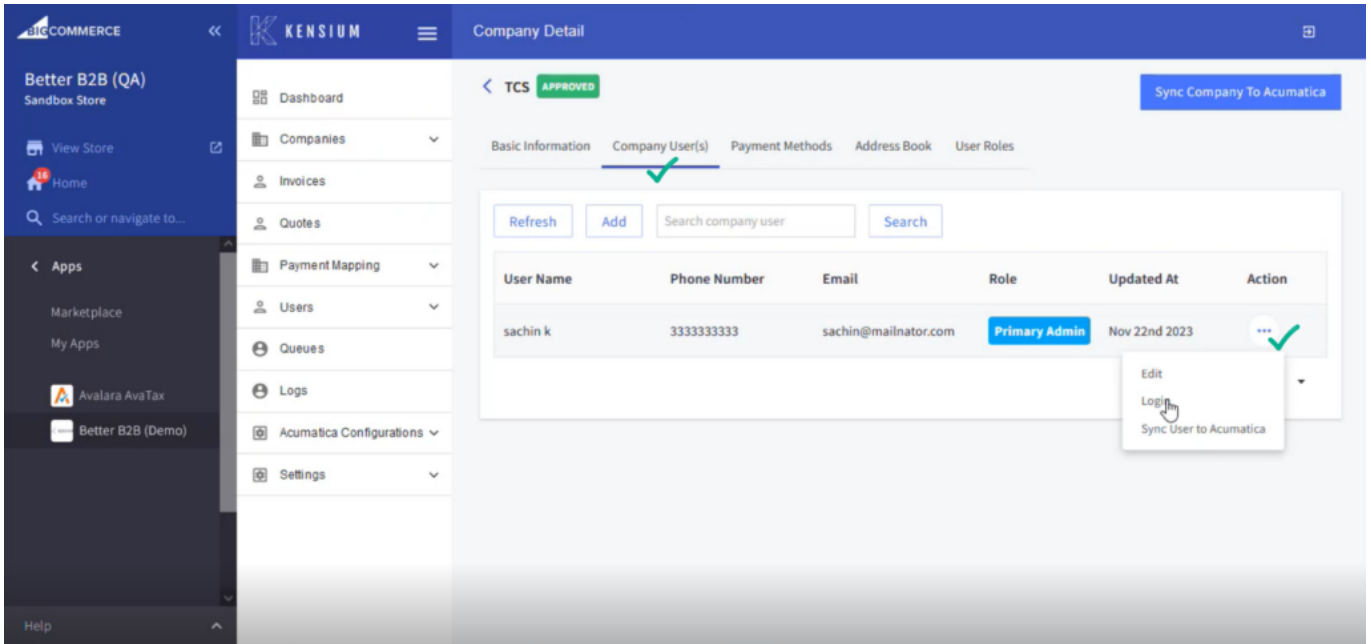 BIGCOMMERCE
Better B2B (QA)
Sandbox Store
View Store
16
Home
Search or navigate to...
Apps
Marketplace
My Apps
Avalara AvaTax
Better B2B (Demo)
Help
KENSIUM
Dashboard
Companies
Invoices
Quotes
Payment Mapping
Users
Queues
Logs
Acumatica Configurations
Settings
Company Detail
TCS APPROVED
Sync Company To Acumatica
Basic Information Company User(s) Payment Methods Address Book User Roles
Refresh Add Search company user Search
User Name Phone Number Email Role Updated At Action
sachin k 3333333333 sachin@mailnator.com Primary Admin Nov 22nd 2023 ...
Edit
Login
Sync User to Acumatica